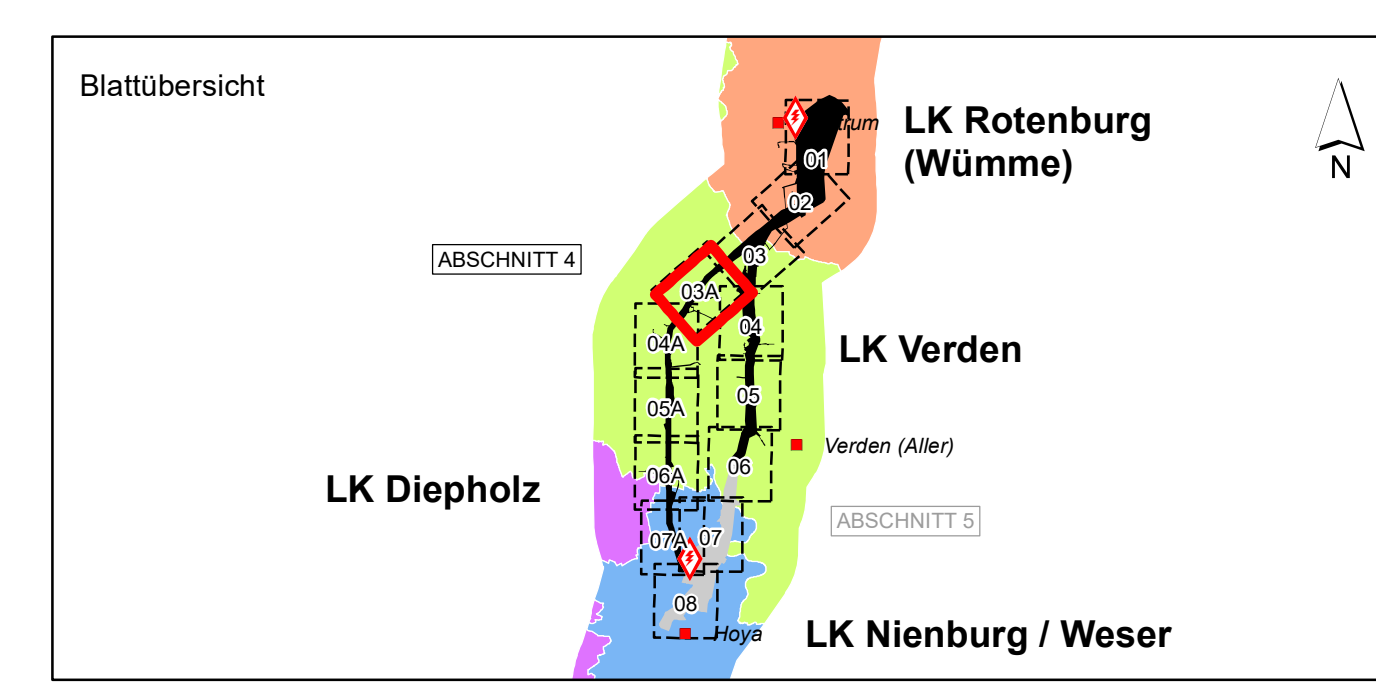 Blattübersicht
LK Rotenburg
(Wümme)
N
01
02
ABSCHNITT 4
03
03A
04
04A
LK Verden
05
05A
Verden (Aller)
06
06A
LK Diepholz
ABSCHNITT 5
07A
07
08
Hoya
LK Nienburg / Weser